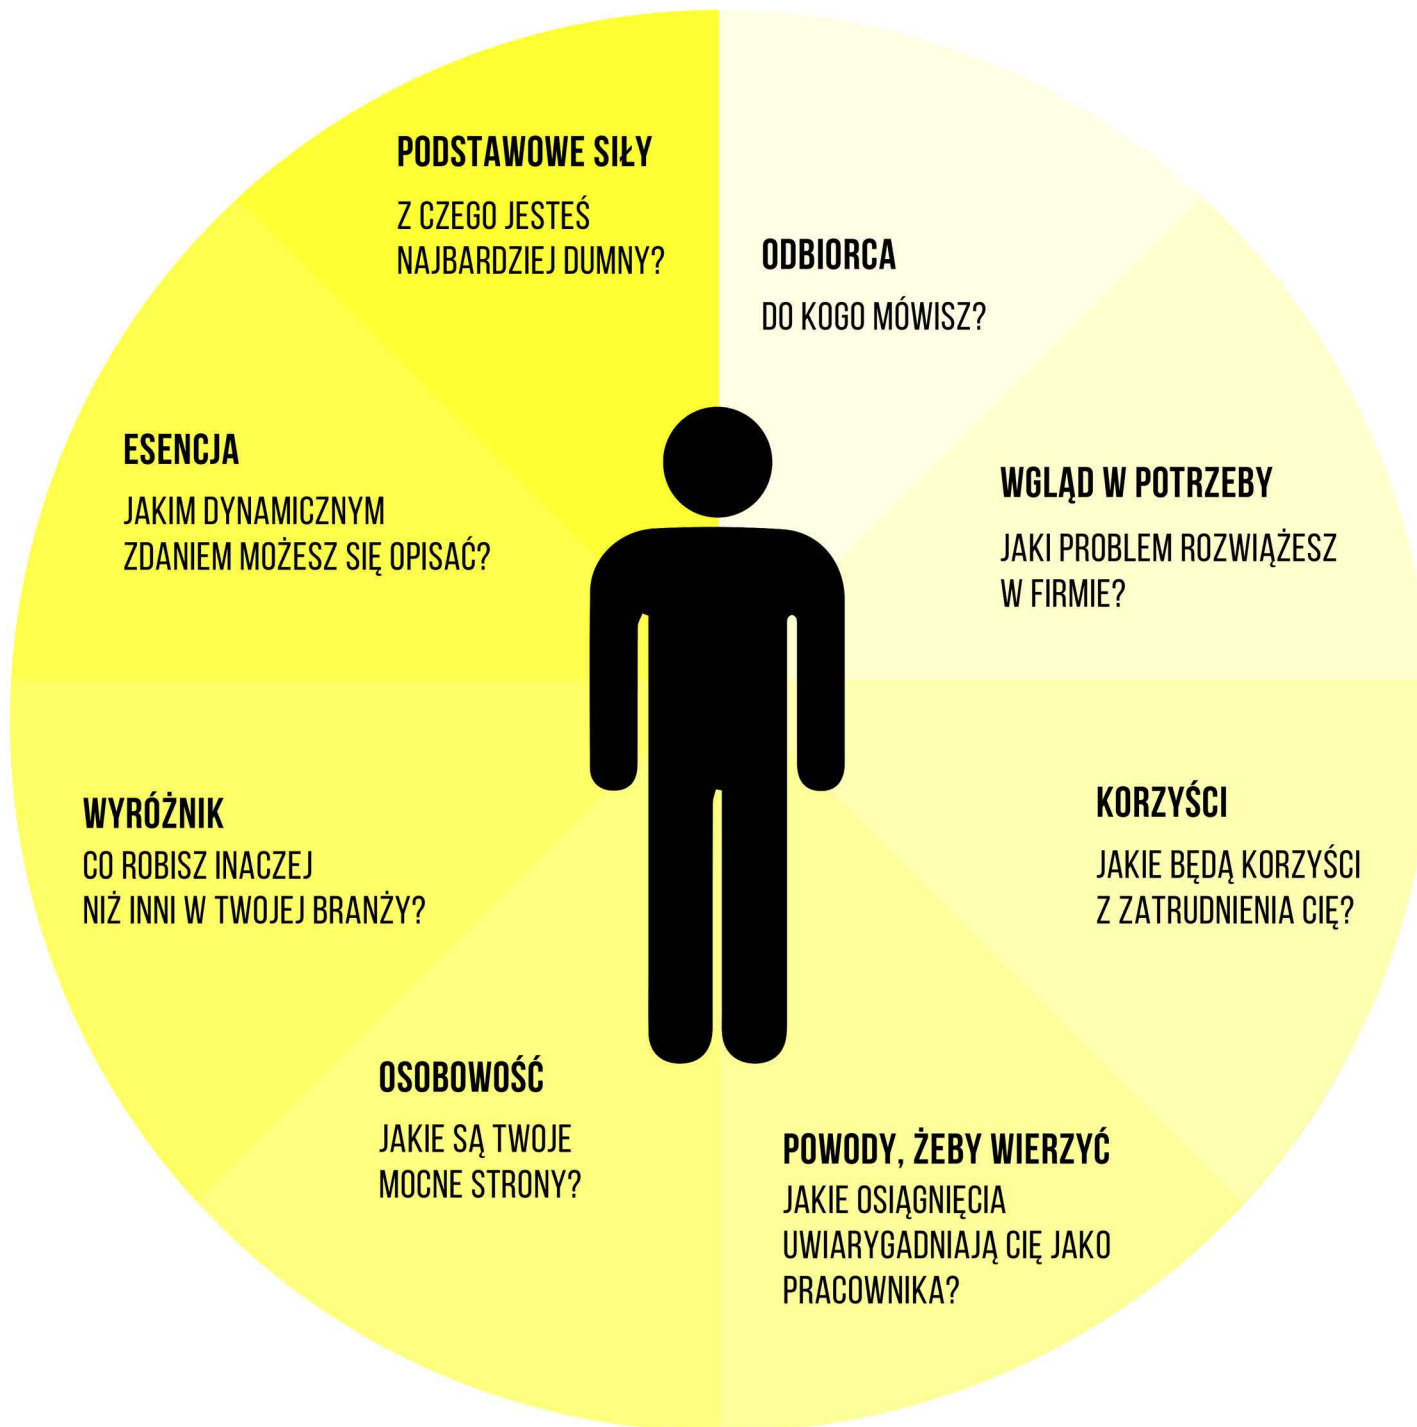 PODSTAWOWE SIŁY
Z CZEGO JESTEŚ
NAJBARDZIEJ DUMNY?
ODBIORCA
DO KOGO MÓWISZ?
WGLĄD W POTRZEBY
JAKI PROBLEM ROZWIĄŻESZ
W FIRMIE?
KORZYŚCI
JAKIE BĘDĄ KORZYŚCI
Z ZATRUDNIENIA CIĘ?
POWODY, ŻEBY WIERZYĆ
JAKIE OSIĄGNIĘCIA
UWIARYGADNIAJĄ CIĘ JAKO
PRACOWNIKA?
OSOBOWOŚĆ
JAKIE SĄ TWOJE
MOCNE STRONY?
WYRÓŻNIK
CO ROBISZ INACZEJ
NIŻ INNI W TWOJEJ BRANŻY?
ESENCJA
JAKIM DYNAMICZNYM
ZDANIEM MOŻESZ SIĘ OPISAĆ?